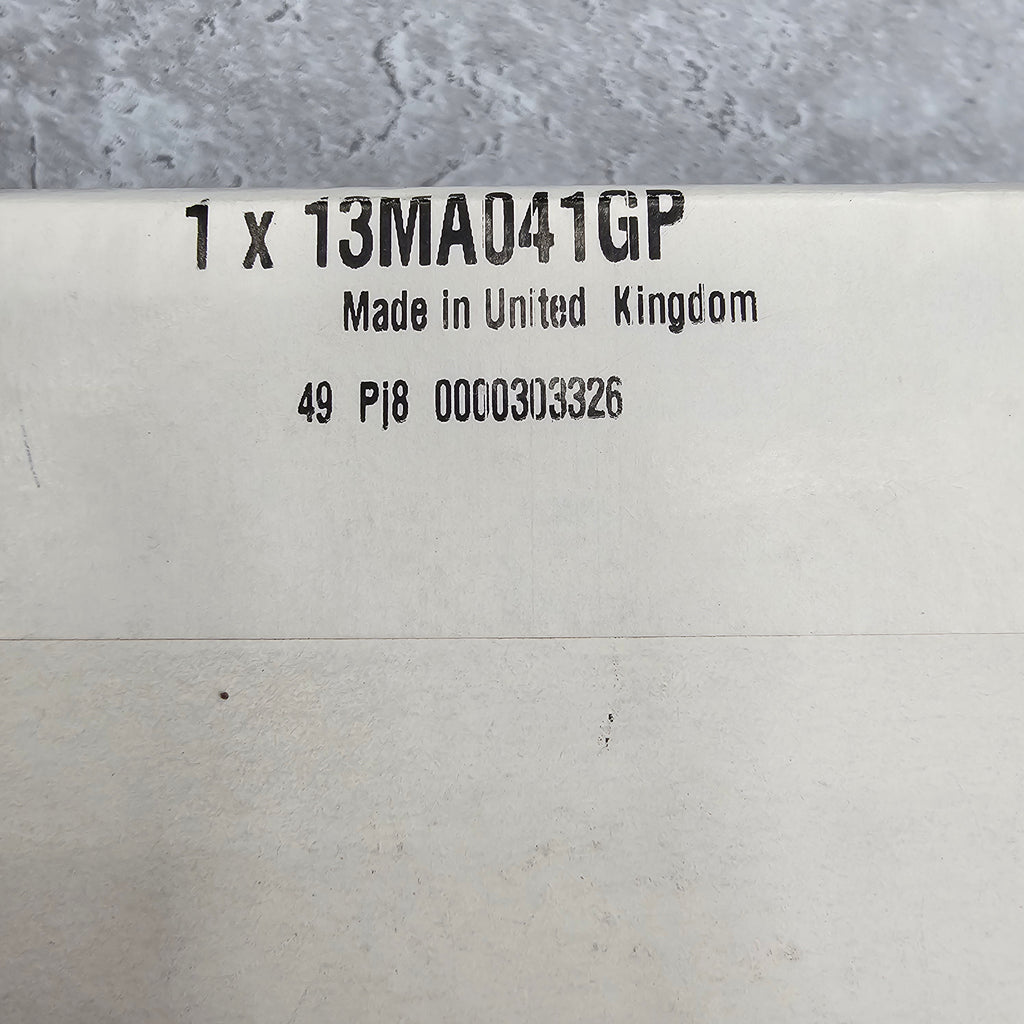 1 x 13MA041GP
Made in United Kingdom
49 Pj8 0000303326